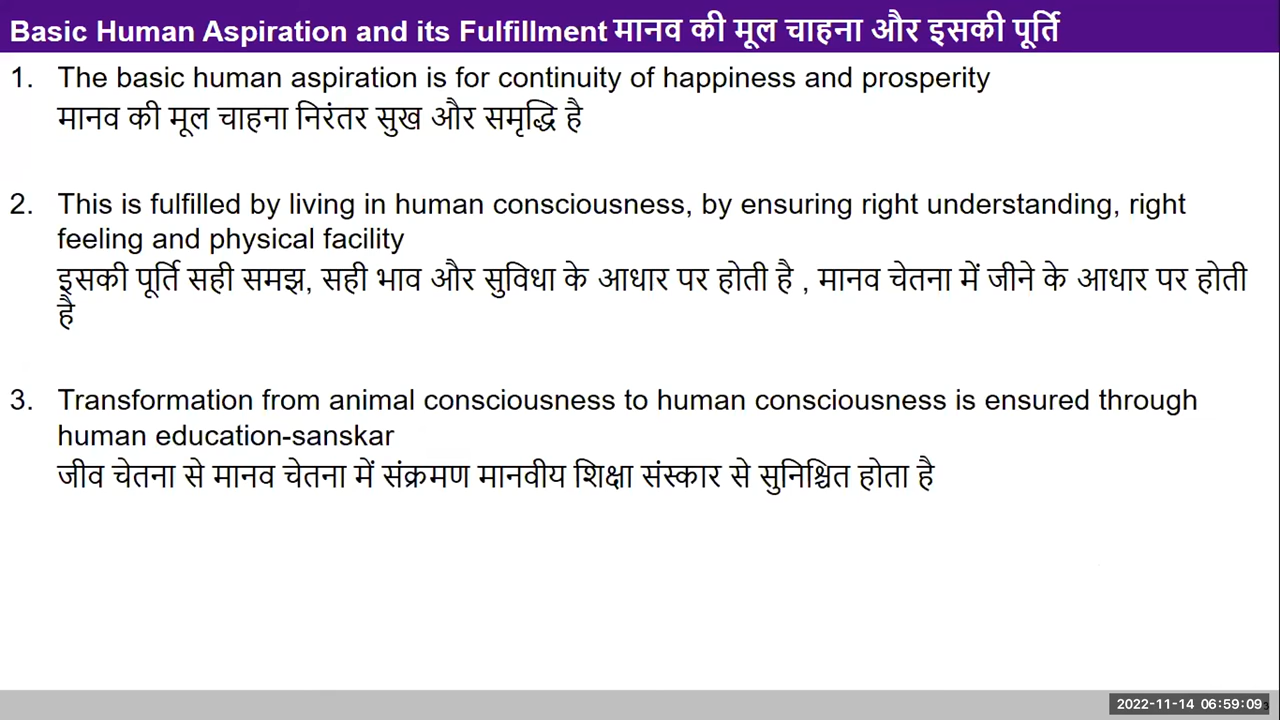 Basic Human Aspiration and its Fulfillment मानव की मूल चाहना और इसकी पूर्ति
1. The basic human aspiration is for continuity of happiness and prosperity
मानव की मूल चाहना निरंतर सुख और समृद्धि है
2. This is fulfilled by living in human consciousness, by ensuring right understanding, right
feeling and physical facility
इसकी पूर्ति सही समझ, सही भाव और सुविधा के आधार पर होती है , मानव चेतना में जीने के आधार पर होती
है
3. Transformation from animal consciousness to human consciousness is ensured through
human education-sanskar
जीव चेतना से मानव चेतना में संक्रमण मानवीय शिक्षा संस्कार से सुनिश्चित होता है
2022-11-14 06:59:09